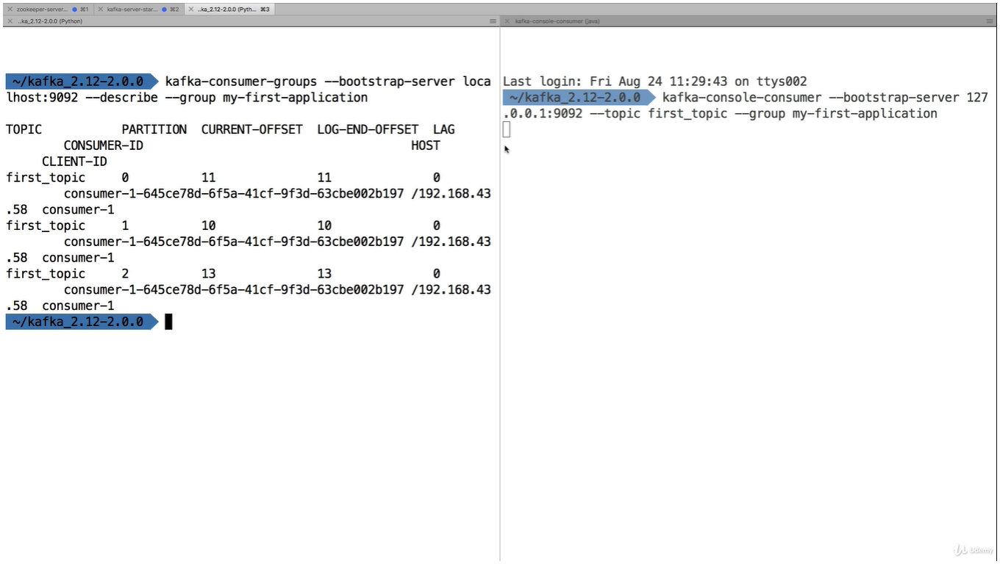 zookeeper-server... ⌘1 kafka-server-star... ⌘2 ..ka_2.12-2.0.0 (Pyth... ⌘3
..ka_2.12-2.0.0 (Python)
~/kafka_2.12-2.0.0 kafka-consumer-groups --bootstrap-server loca
lhost:9092 --describe --group my-first-application
TOPIC PARTITION CURRENT-OFFSET LOG-END-OFFSET LAG
CONSUMER-ID HOST
CLIENT-ID
first_topic 0 11 11 0
consumer-1-645ce78d-6f5a-41cf-9f3d-63cbe002b197 /192.168.43
.58 consumer-1
first_topic 1 10 10 0
consumer-1-645ce78d-6f5a-41cf-9f3d-63cbe002b197 /192.168.43
.58 consumer-1
first_topic 2 13 13 0
consumer-1-645ce78d-6f5a-41cf-9f3d-63cbe002b197 /192.168.43
.58 consumer-1
~/kafka_2.12-2.0.0
kafka-console-consumer (java)
Last login: Fri Aug 24 11:29:43 on ttys002
~/kafka_2.12-2.0.0 kafka-console-consumer --bootstrap-server 127
.0.0.1:9092 --topic first_topic --group my-first-application
Udemy